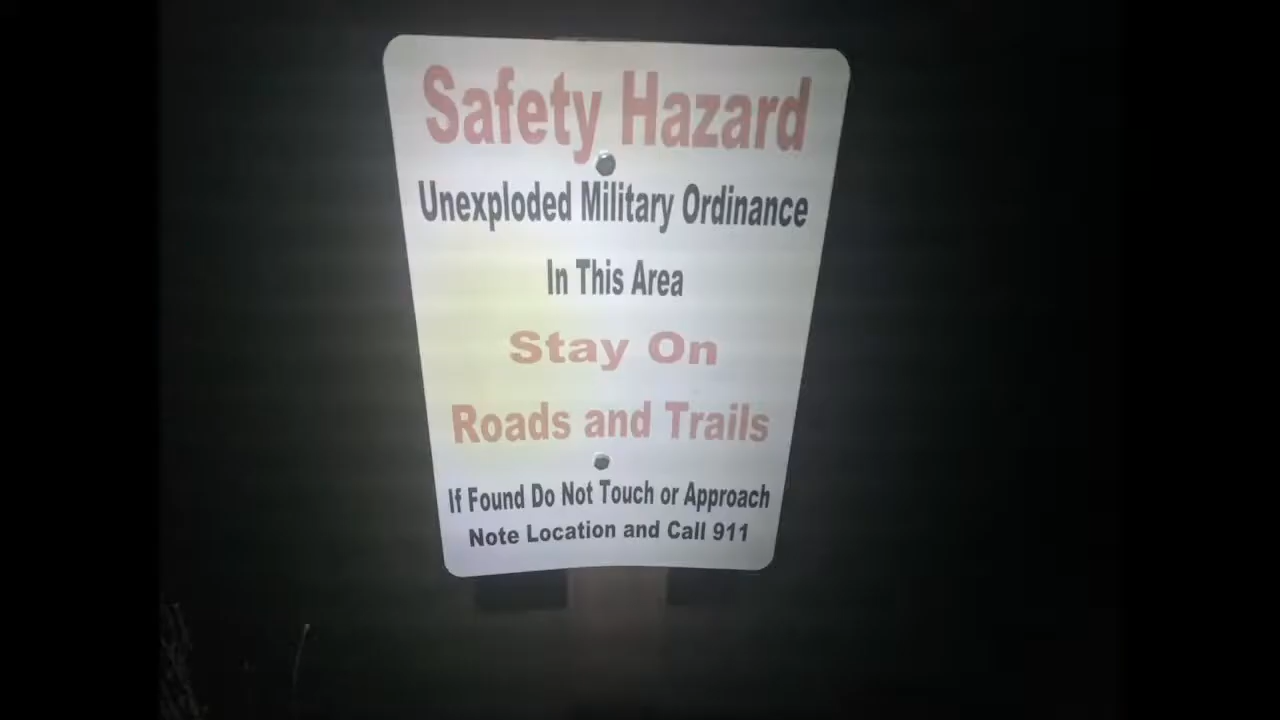 Safety Hazard
Unexploded Military Ordinance
In This Area
Stay On
Roads and Trails
If Found Do Not Touch or Approach
Note Location and Call 911